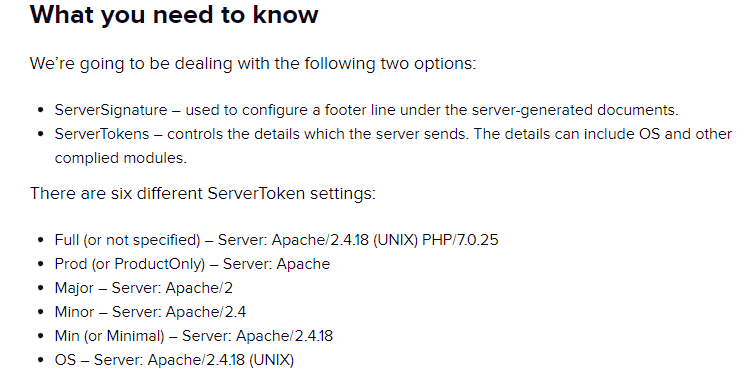 What you need to know
We’re going to be dealing with the following two options:
• ServerSignature – used to configure a footer line under the server-generated documents.
• ServerTokens – controls the details which the server sends. The details can include OS and other
complied modules.
There are six different ServerToken settings:
• Full (or not specified) – Server: Apache/2.4.18 (UNIX) PHP/7.0.25
• Prod (or ProductOnly) – Server: Apache
• Major – Server: Apache/2
• Minor – Server: Apache/2.4
• Min (or Minimal) – Server: Apache/2.4.18
• OS – Server: Apache/2.4.18 (UNIX)